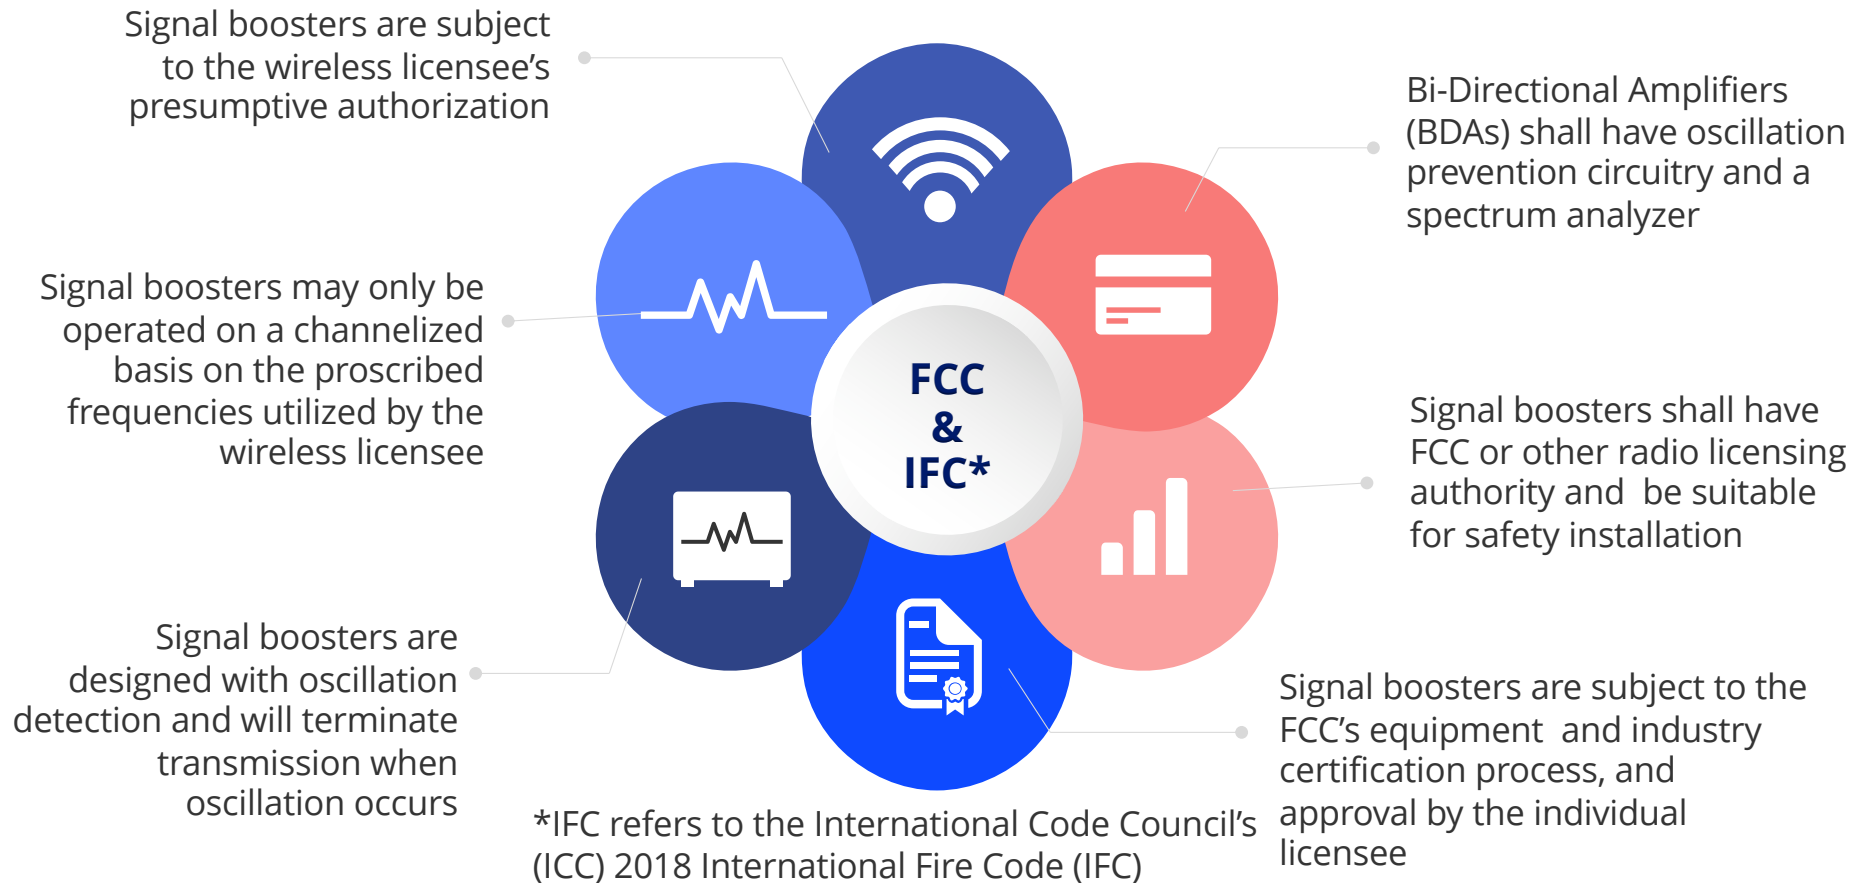 Signal boosters are subject
to the wireless licensee’s
presumptive authorization
Bi-Directional Amplifiers
(BDAs) shall have oscillation
prevention circuitry and a
spectrum analyzer
Signal boosters may only be
operated on a channelized
basis on the proscribed
frequencies utilized by the
wireless licensee
FCC
&
IFC*
Signal boosters shall have
FCC or other radio licensing
authority and  be suitable
for safety installation
Signal boosters are
designed with oscillation
detection and will terminate
transmission when
oscillation occurs
Signal boosters are subject to the
FCC’s equipment  and industry
certification process, and
approval by the individual
licensee
*IFC refers to the International Code Council’s
(ICC) 2018 International Fire Code (IFC)